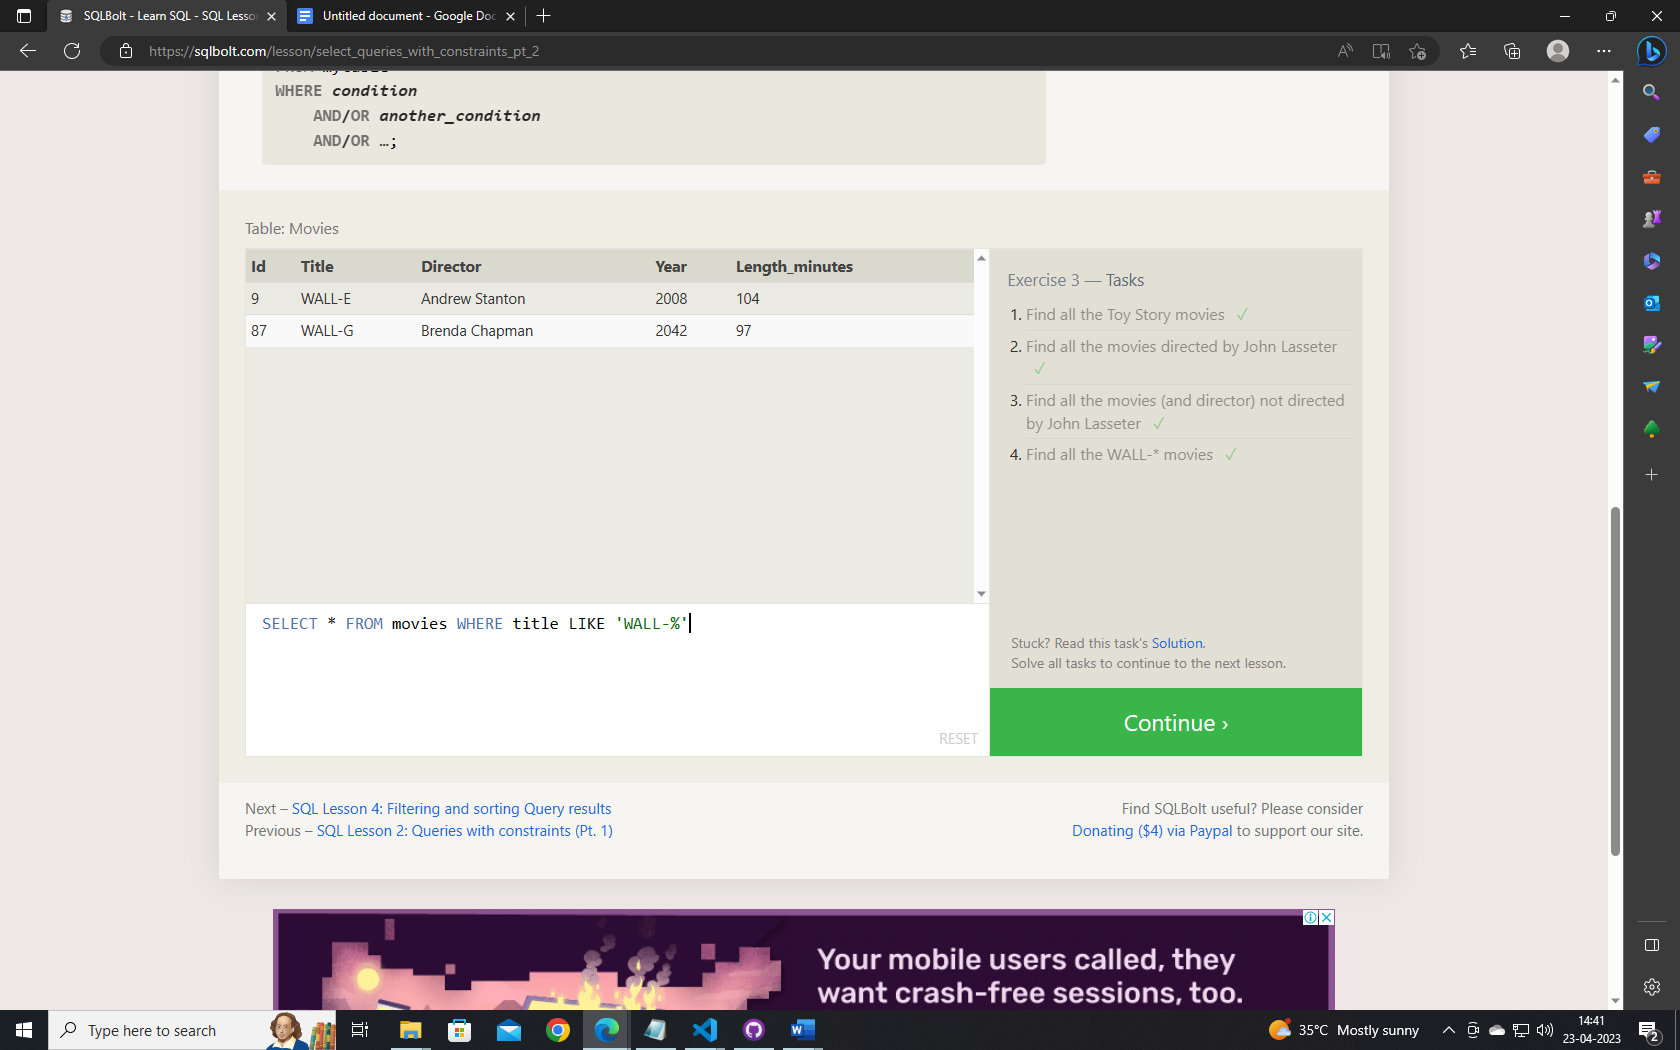 SQLBolt - Learn SQL - SQL Lesso
Untitled document - Google Doc
https://sqlbolt.com/lesson/select_queries_with_constraints_pt_2
WHERE condition
AND/OR another_condition
AND/OR …;
Table: Movies
Id Title Director Year Length_minutes
9 WALL-E Andrew Stanton 2008 104
87 WALL-G Brenda Chapman 2042 97
SELECT * FROM movies WHERE title LIKE 'WALL-%'
RESET
Exercise 3 — Tasks
1. Find all the Toy Story movies ✓
2. Find all the movies directed by John Lasseter
✓
3. Find all the movies (and director) not directed
by John Lasseter ✓
4. Find all the WALL-* movies ✓
Stuck? Read this task's Solution.
Solve all tasks to continue to the next lesson.
Continue ›
Next – SQL Lesson 4: Filtering and sorting Query results
Previous – SQL Lesson 2: Queries with constraints (Pt. 1)
Find SQLBolt useful? Please consider
Donating ($4) via Paypal to support our site.
Your mobile users called, they
want crash-free sessions, too.
Type here to search
35°C Mostly sunny
14:41
23-04-2023
2